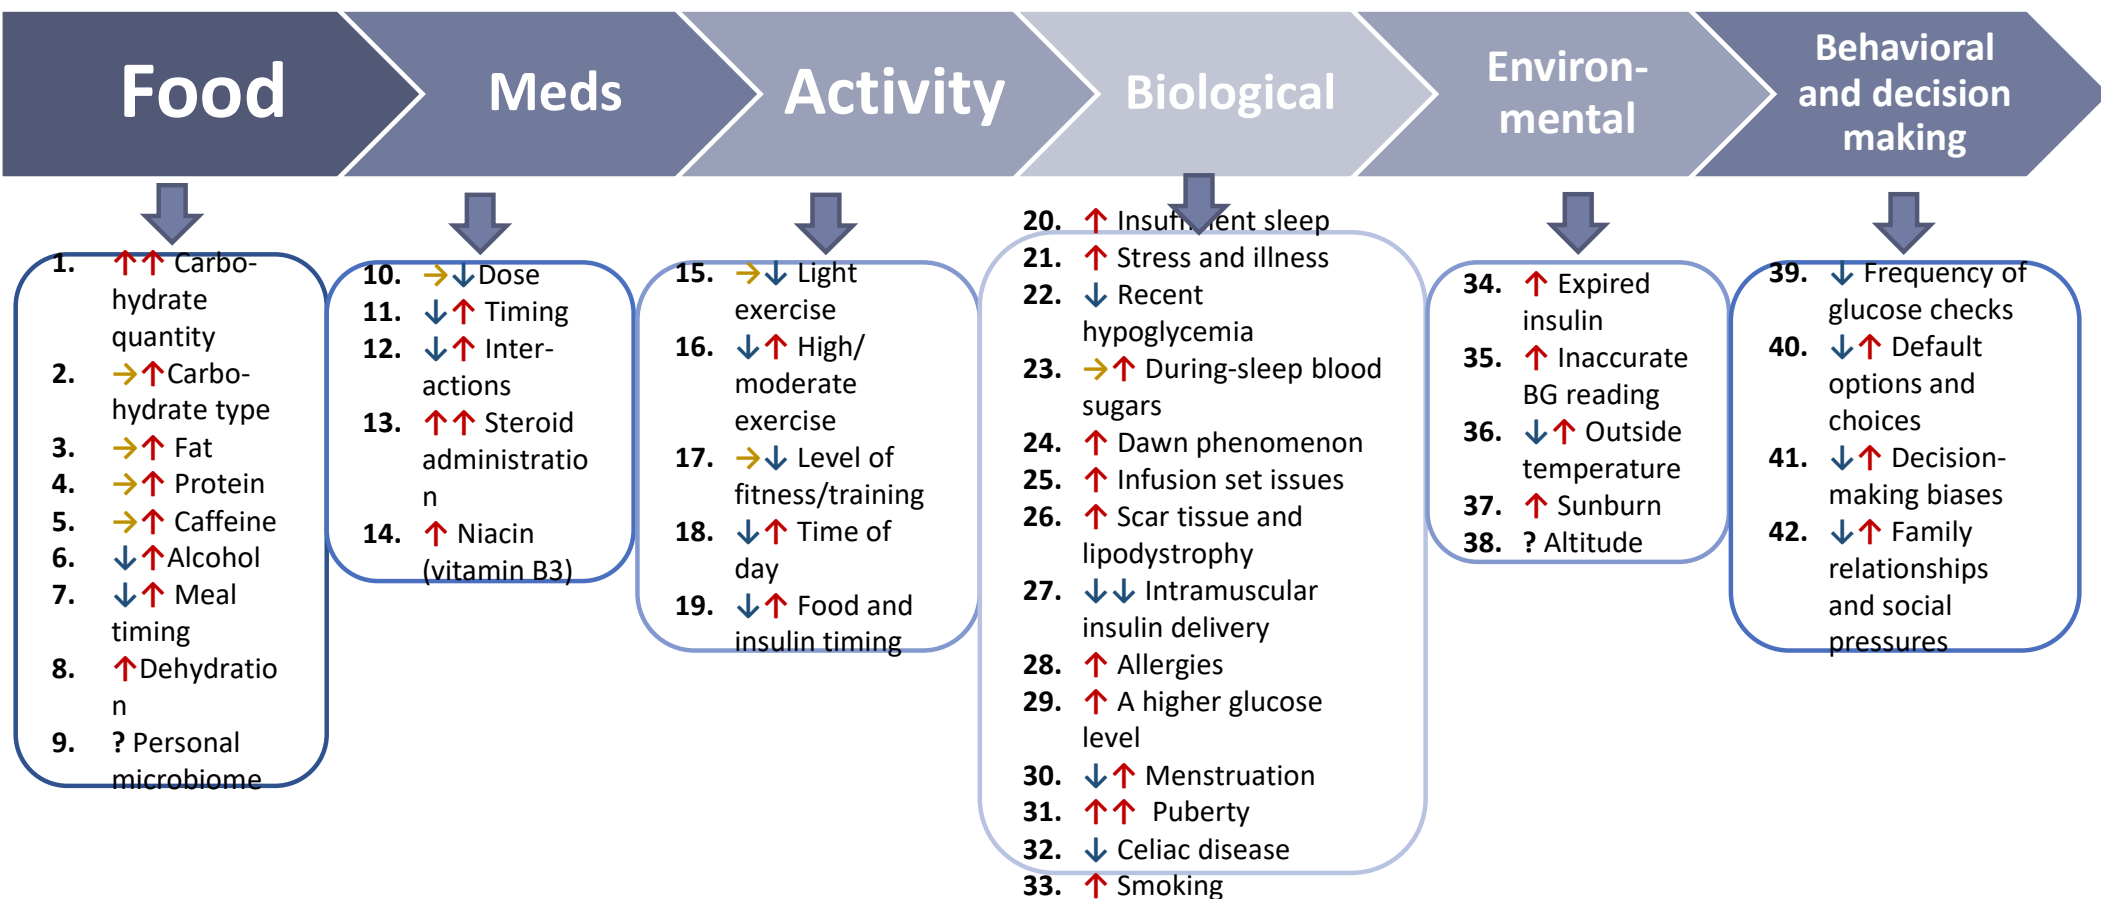 Food
Meds
Activity
Biological
Environ-
mental
Behavioral
and decision
making
1. ↑↑ Carbo-
hydrate
quantity
2. →↑Carbo-
hydrate type
3. →↑ Fat
4. →↑ Protein
5. →↑ Caffeine
6. ↓↑Alcohol
7. ↓↑ Meal
timing
8. ↑Dehydratio
n
9. ? Personal
microbiome
10. →↓Dose
11. ↓↑ Timing
12. ↓↑ Inter-
actions
13. ↑↑ Steroid
administratio
n
14. ↑ Niacin
(vitamin B3)
15. →↓ Light
exercise
16. ↓↑ High/
moderate
exercise
17. →↓ Level of
fitness/training
18. ↓↑ Time of
day
19. ↓↑ Food and
insulin timing
20. ↑ Insufficient sleep
21. ↑ Stress and illness
22. ↓ Recent
hypoglycemia
23. →↑ During-sleep blood
sugars
24. ↑ Dawn phenomenon
25. ↑ Infusion set issues
26. ↑ Scar tissue and
lipodystrophy
27. ↓↓ Intramuscular
insulin delivery
28. ↑ Allergies
29. ↑ A higher glucose
level
30. ↓↑ Menstruation
31. ↑↑ Puberty
32. ↓ Celiac disease
33. ↑ Smoking
34. ↑ Expired
insulin
35. ↑ Inaccurate
BG reading
36. ↓↑ Outside
temperature
37. ↑ Sunburn
38. ? Altitude
39. ↓ Frequency of
glucose checks
40. ↓↑ Default
options and
choices
41. ↓↑ Decision-
making biases
42. ↓↑ Family
relationships
and social
pressures